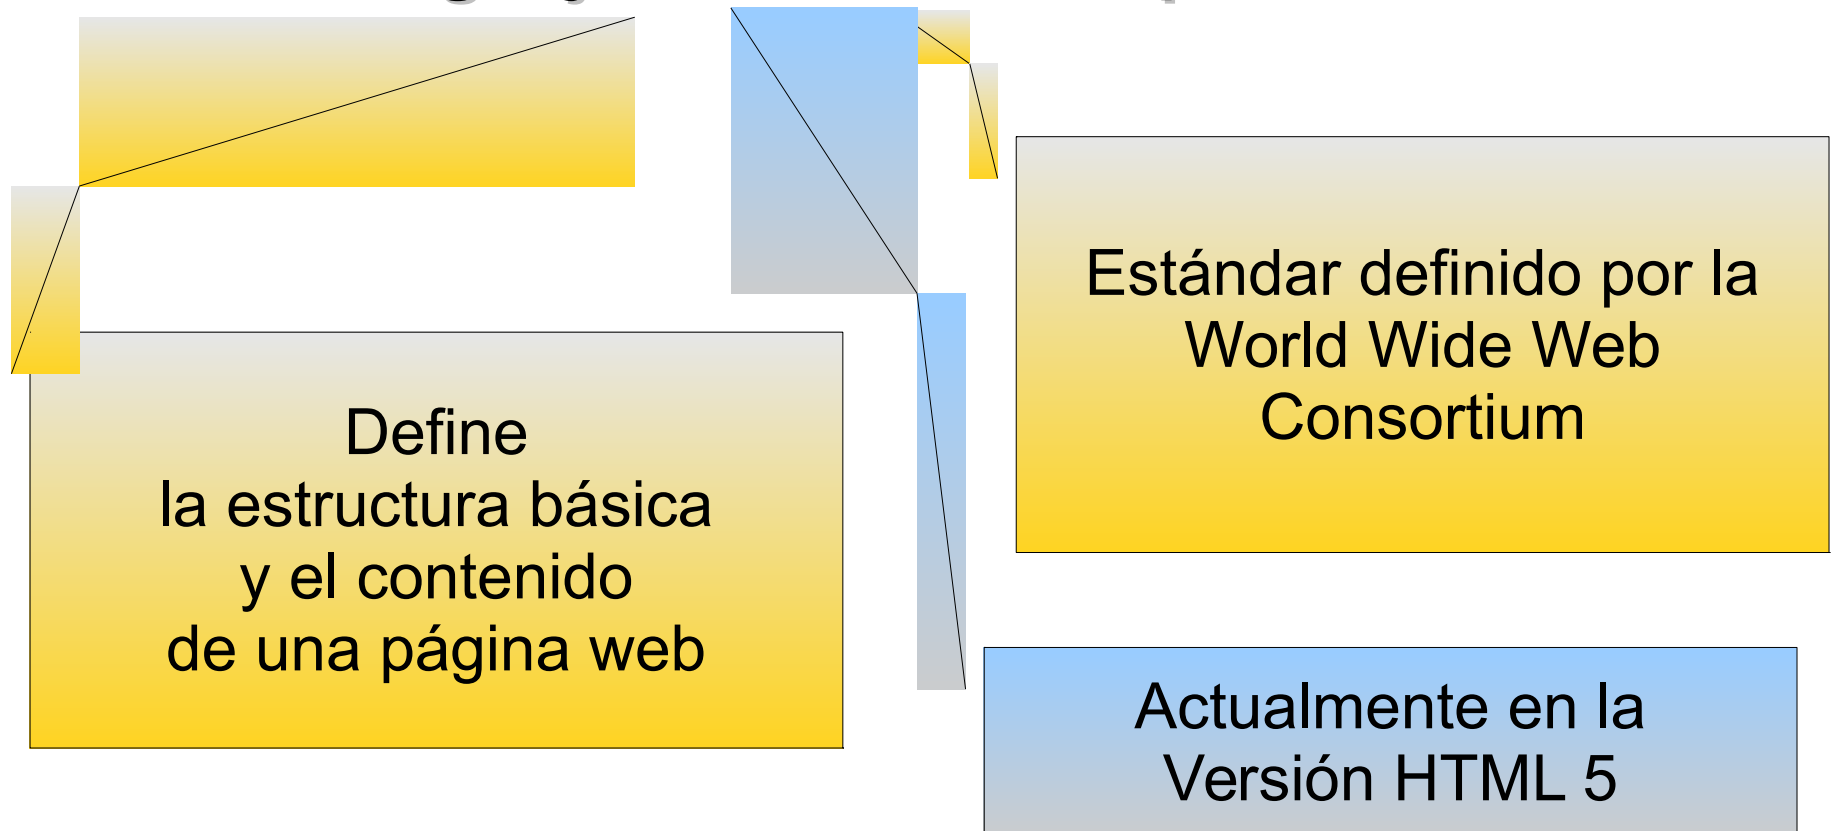 Estándar definido por la
World Wide Web
Consortium
Define
la estructura básica
y el contenido
de una página web
Actualmente en la
Versión HTML 5